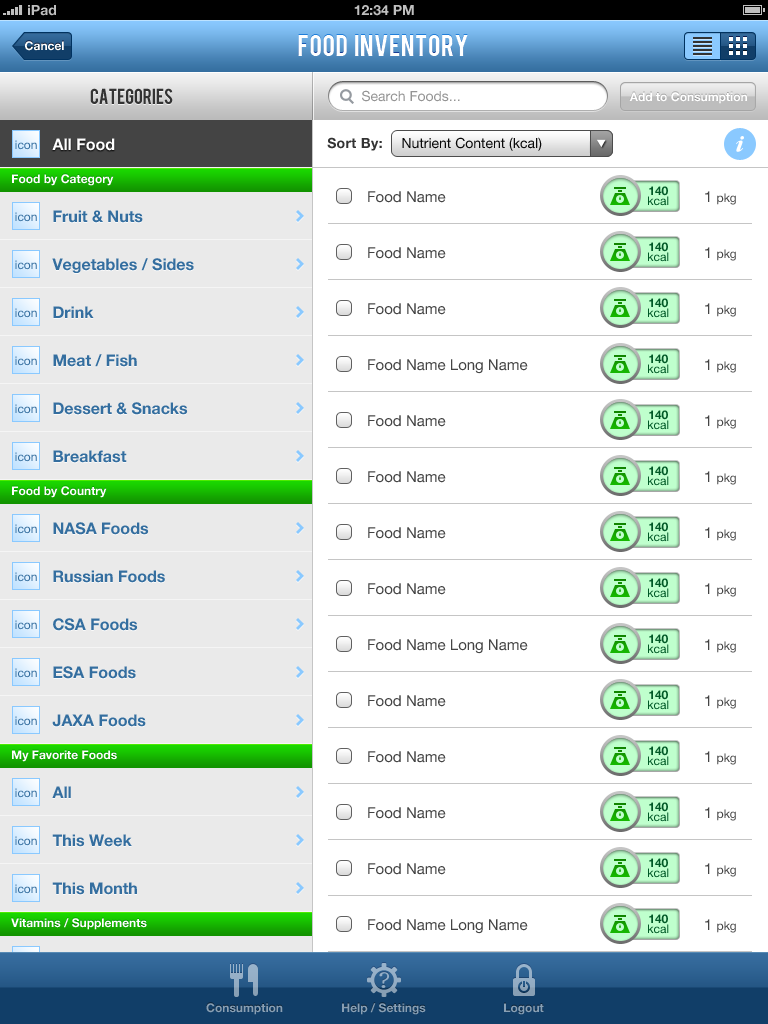 iPad 12:34 PM
Cancel
FOOD INVENTORY
CATEGORIES
Search Foods...
Add to Consumption
icon All Food
Food by Category
icon Fruit & Nuts
icon Vegetables / Sides
icon Drink
icon Meat / Fish
icon Dessert & Snacks
icon Breakfast
Food by Country
icon NASA Foods
icon Russian Foods
icon CSA Foods
icon ESA Foods
icon JAXA Foods
My Favorite Foods
icon All
icon This Week
icon This Month
Vitamins / Supplements
Sort By: Nutrient Content (kcal)
i
Food Name 140 kcal 1 pkg
Food Name 140 kcal 1 pkg
Food Name 140 kcal 1 pkg
Food Name Long Name 140 kcal 1 pkg
Food Name 140 kcal 1 pkg
Food Name 140 kcal 1 pkg
Food Name 140 kcal 1 pkg
Food Name 140 kcal 1 pkg
Food Name Long Name 140 kcal 1 pkg
Food Name 140 kcal 1 pkg
Food Name 140 kcal 1 pkg
Food Name 140 kcal 1 pkg
Food Name 140 kcal 1 pkg
Food Name Long Name 140 kcal 1 pkg
Consumption
? Help / Settings
Logout